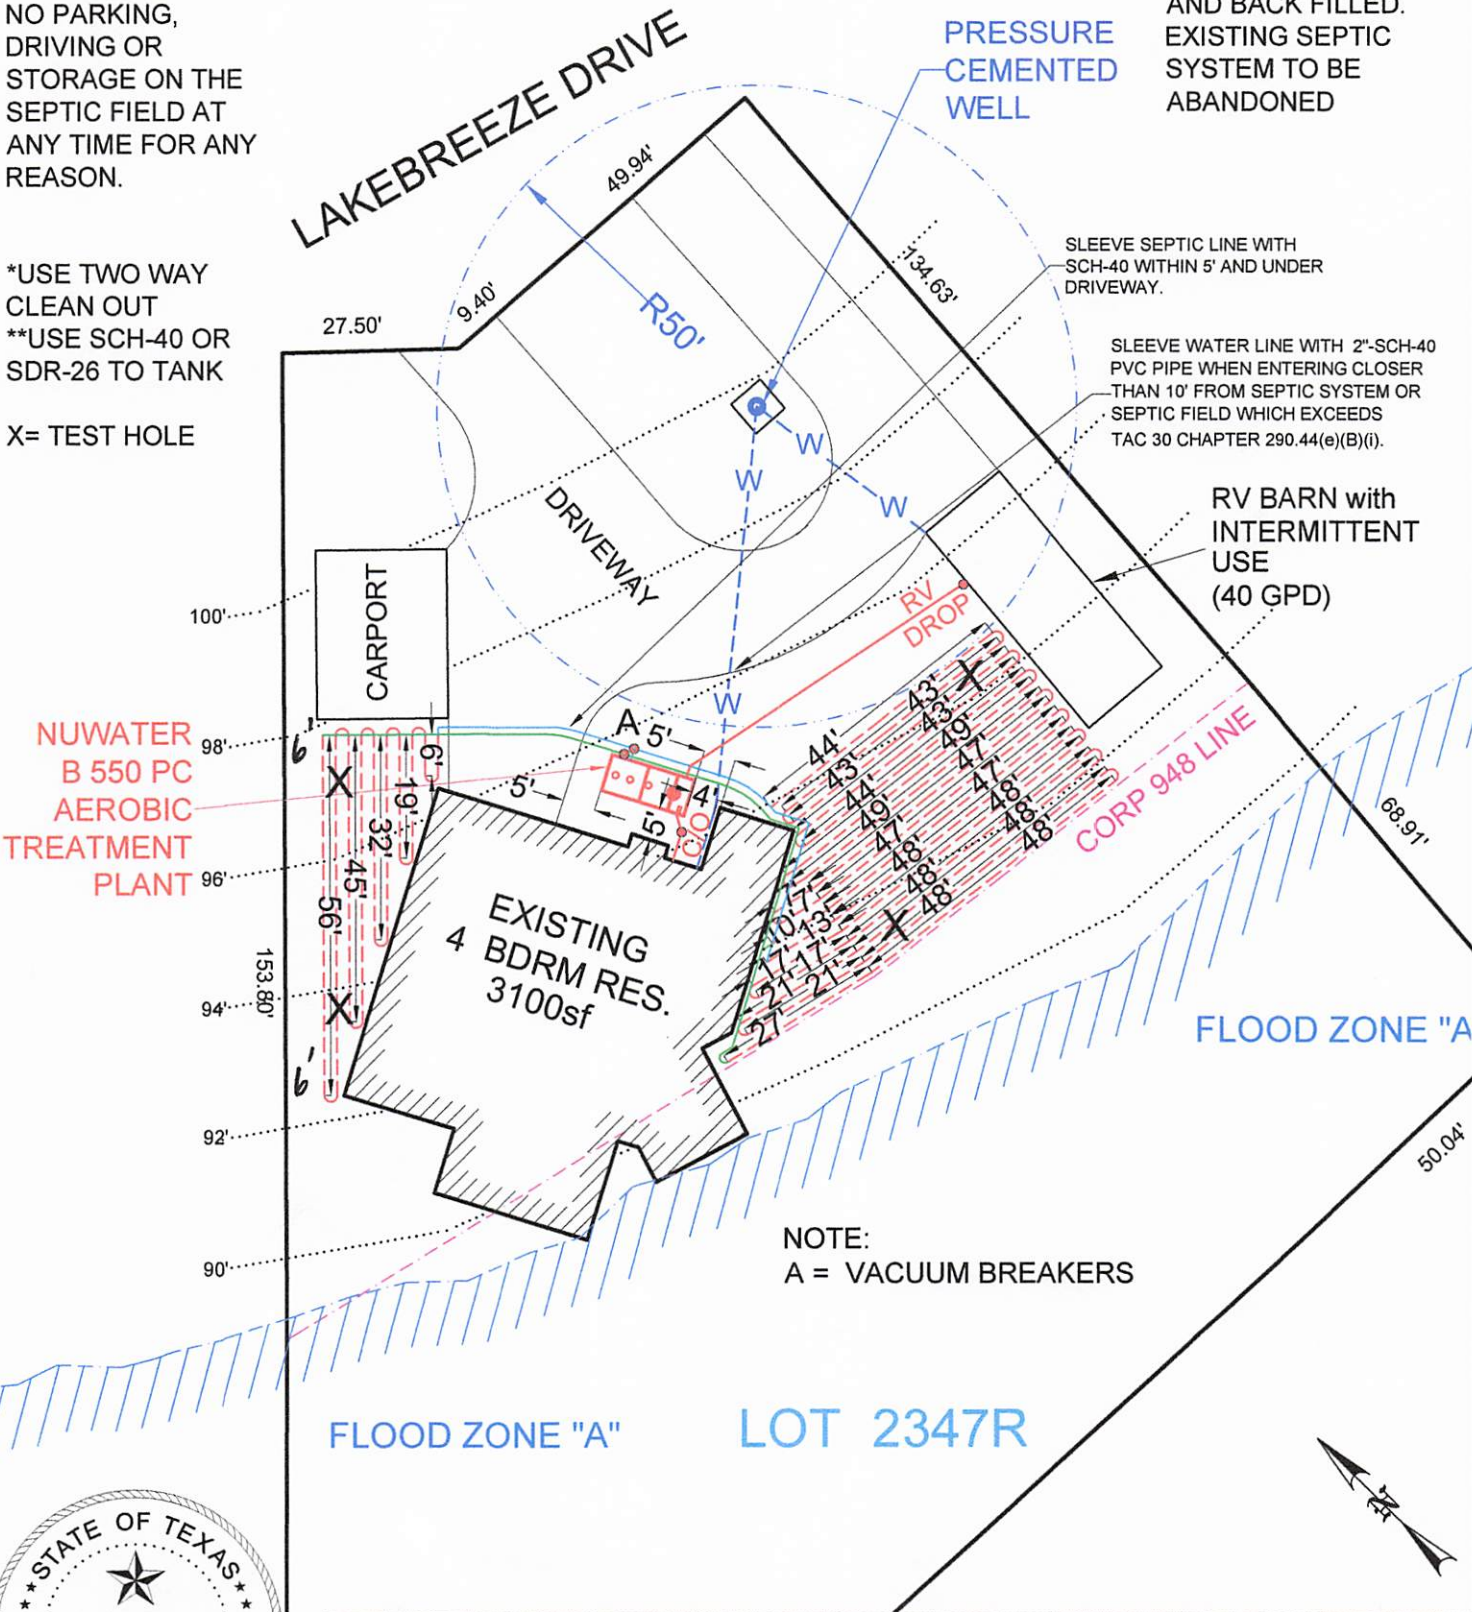 NO PARKING,
DRIVING OR
STORAGE ON THE
SEPTIC FIELD AT
ANY TIME FOR ANY
REASON.
*USE TWO WAY
CLEAN OUT
**USE SCH-40 OR
SDR-26 TO TANK
X= TEST HOLE
LAKEBREEZE DRIVE
PRESSURE
CEMENTED
WELL
AND BACK FILLED.
EXISTING SEPTIC
SYSTEM TO BE
ABANDONED
49.94'
9.40'
27.50'
R50'
134.63'
SLEEVE SEPTIC LINE WITH
SCH-40 WITHIN 5' AND UNDER
DRIVEWAY.
SLEEVE WATER LINE WITH 2"-SCH-40
PVC PIPE WHEN ENTERING CLOSER
THAN 10' FROM SEPTIC SYSTEM OR
SEPTIC FIELD WHICH EXCEEDS
TAC 30 CHAPTER 290.44(e)(B)(i).
W
W
W
W
DRIVEWAY
RV BARN with
INTERMITTENT
USE
(40 GPD)
CARPORT
RV
DROP
100'
98'
96'
94'
92'
90'
NUWATER
B 550 PC
AEROBIC
TREATMENT
PLANT
6'
6'
6'
19'
32'
45'
56'
X
X
153.80'
A
5'
5'
4'
5'
C/O
X
43'
43'
49'
47'
47'
48'
48'
48'
44'
43'
44'
49'
47'
48'
48'
48'
X
7'
10'
13'
17'
17'
21'
21'
27'
CORP 948 LINE
68.91'
50.04'
EXISTING
4 BDRM RES.
3100sf
FLOOD ZONE "A
NOTE:
A = VACUUM BREAKERS
FLOOD ZONE "A"
LOT 2347R
N
STATE OF TEXAS